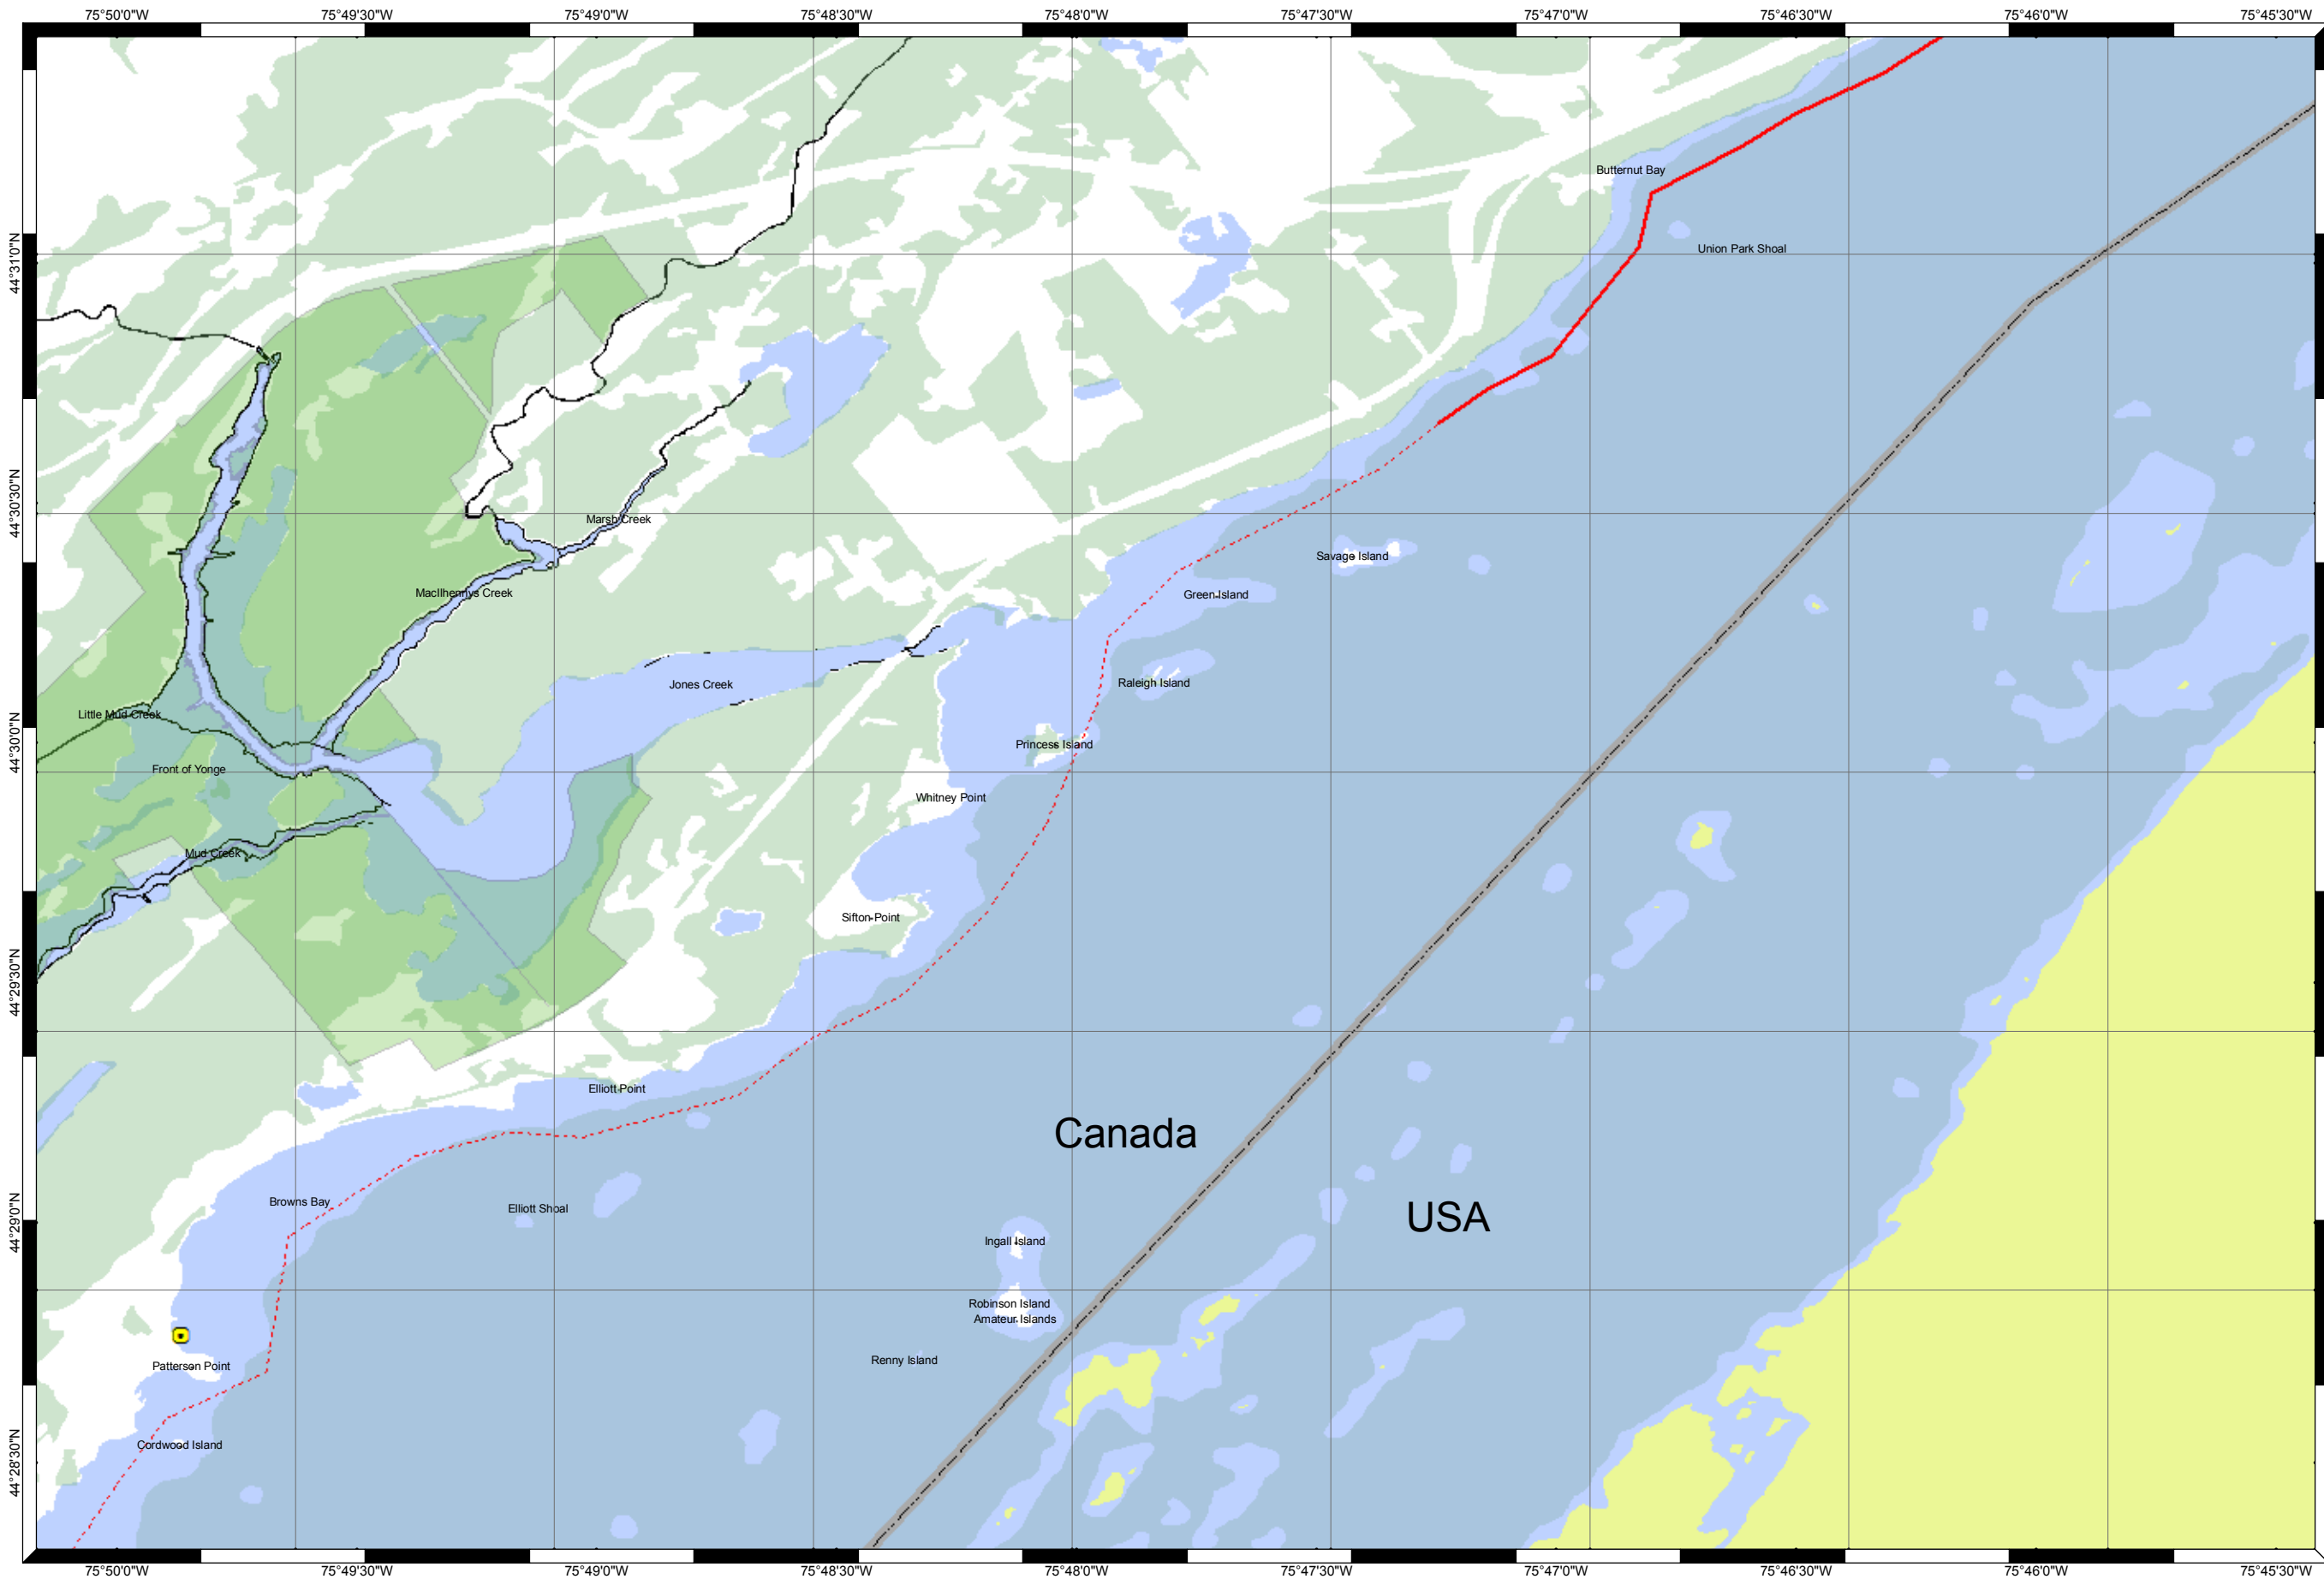 75°50'0"W 75°49'30"W 75°49'0"W 75°48'30"W 75°48'0"W 75°47'30"W 75°47'0"W 75°46'30"W 75°46'0"W 75°45'30"W
Butternut Bay
44°31'0"N
Union Park Shoal
44°30'30"N
Marsh Creek
Savage Island
MacIlhennys Creek
Green Island
Jones Creek
Raleigh Island
Little Mud Creek
44°30'0"N
Princess Island
Front of Yonge
Whitney Point
Mud Creek
Sifton Point
44°29'30"N
Elliott Point
Canada
Browns Bay
Elliott Shoal
USA
44°29'0"N
Ingall Island
Robinson Island
Amateur Islands
Renny Island
Patterson Point
Cordwood Island
44°28'30"N
75°50'0"W 75°49'30"W 75°49'0"W 75°48'30"W 75°48'0"W 75°47'30"W 75°47'0"W 75°46'30"W 75°46'0"W 75°45'30"W